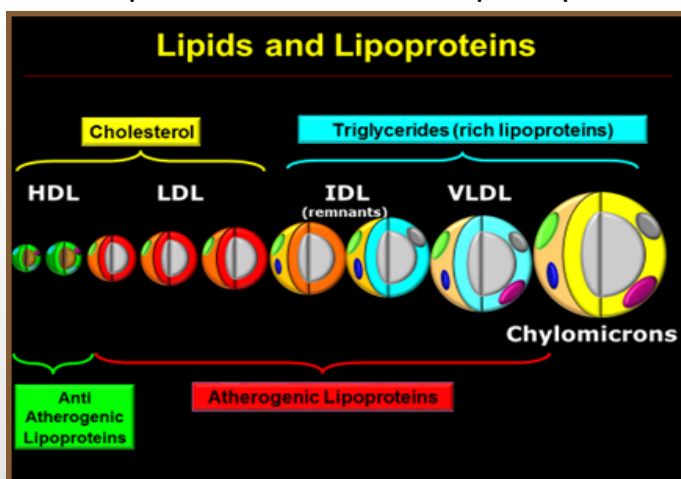 Lipids and Lipoproteins
Cholesterol
Triglycerides (rich lipoproteins)
HDL
LDL
IDL
(remnants)
VLDL
Chylomicrons
Anti
Atherogenic
Lipoproteins
Atherogenic Lipoproteins